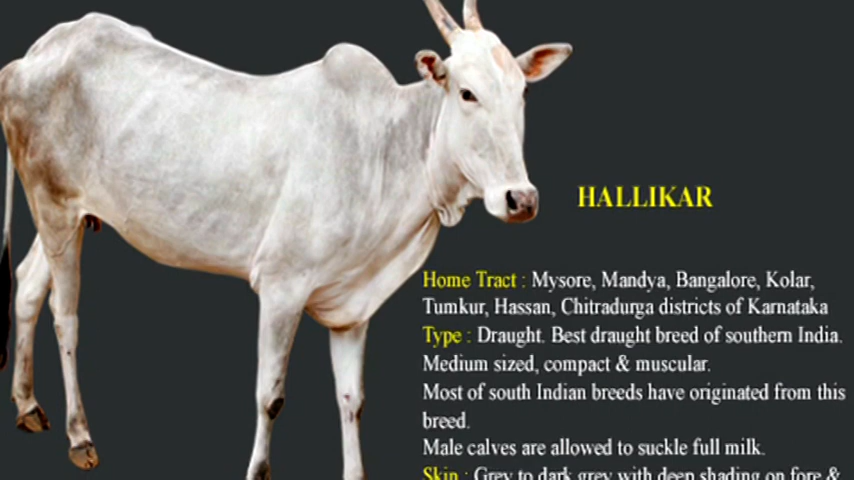 HALLIKAR
Home Tract : Mysore, Mandya, Bangalore, Kolar,
Tumkur, Hassan, Chitradurga districts of Karnataka
Type : Draught. Best draught breed of southern India.
Medium sized, compact & muscular.
Most of south Indian breeds have originated from this
breed.
Male calves are allowed to suckle full milk.
Skin : Grey to dark grey with deep shading on fore &